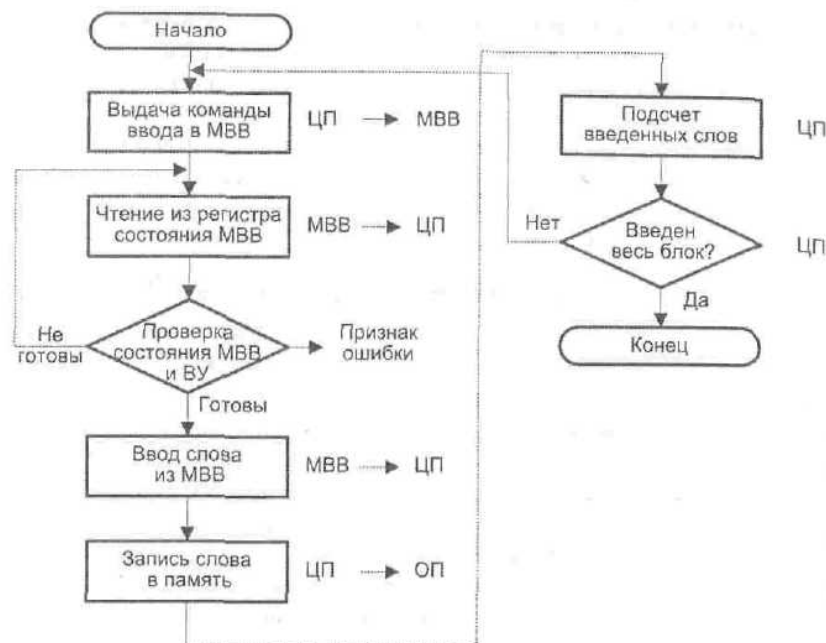 Начало
Выдача команды
ввода в МВВ
ЦП
МВВ
Чтение из регистра
состояния МВВ
МВВ
ЦП
Не
готовы
Проверка
состояния МВВ
и ВУ
Признак
ошибки
Готовы
Ввод слова
из МВВ
МВВ
ЦП
Запись слова
в память
ЦП
ОП
Подсчет
введенных слов
ЦП
Нет
Введен
весь блок?
ЦП
Да
Конец